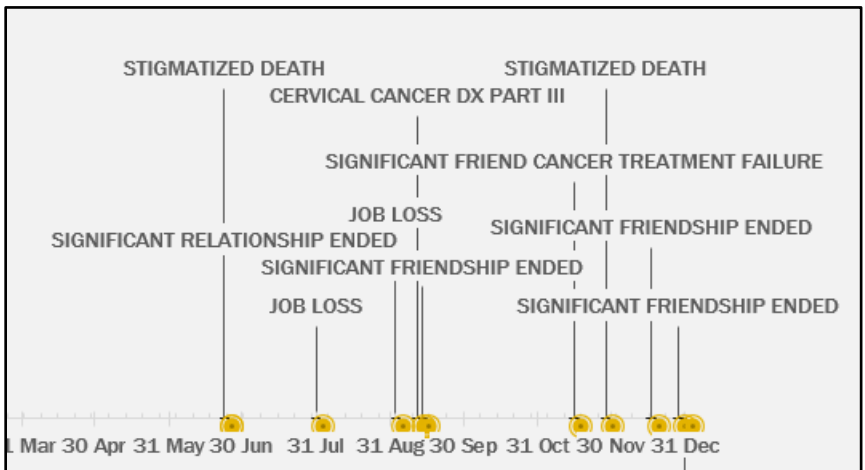 STIGMATIZED DEATH STIGMATIZED DEATH
CERVICAL CANCER DX PART III
SIGNIFICANT FRIEND CANCER TREATMENT FAILURE
JOB LOSS
SIGNIFICANT FRIENDSHIP ENDED
SIGNIFICANT RELATIONSHIP ENDED
SIGNIFICANT FRIENDSHIP ENDED
JOB LOSS SIGNIFICANT FRIENDSHIP ENDED
1 Mar 30 Apr 31 May 30 Jun 31 Jul 31 Aug 30 Sep 31 Oct 30 Nov 31 Dec